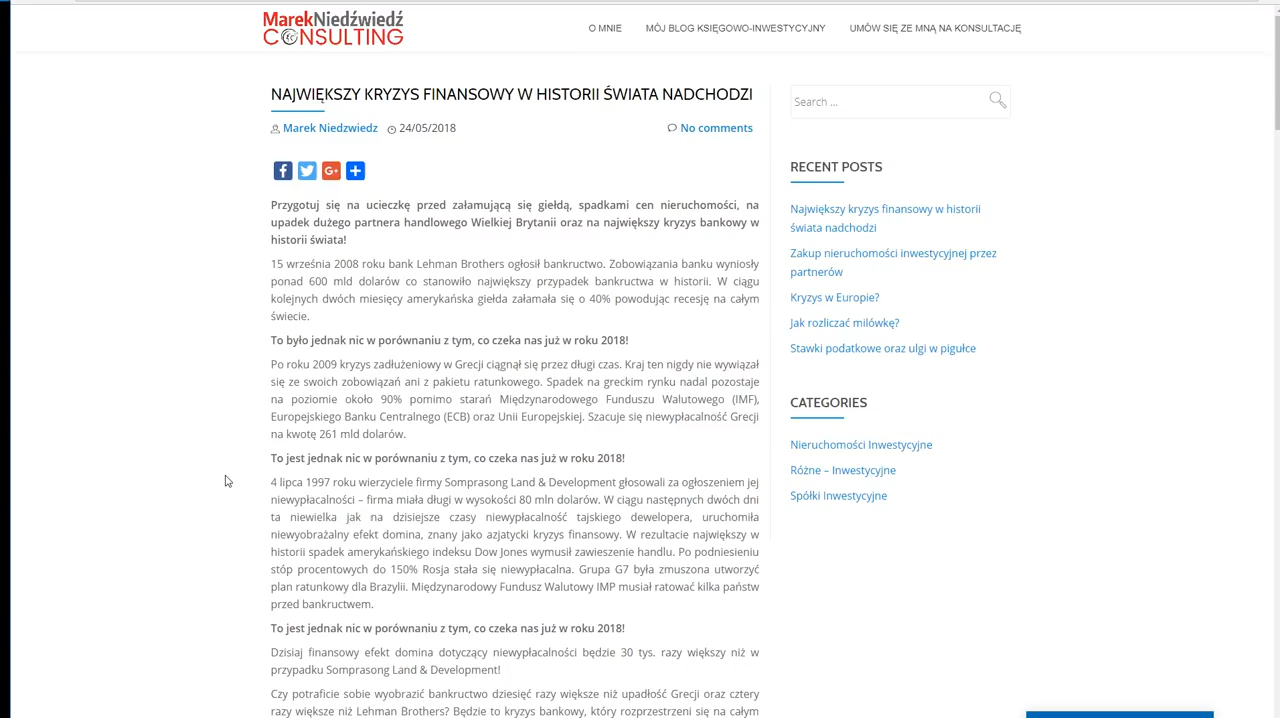 MarekNiedźwiedź
CONSULTING
O MNIE
MÓJ BLOG KSIĘGOWO-INWESTYCYJNY
UMÓW SIĘ ZE MNĄ NA KONSULTACJĘ
NAJWIĘKSZY KRYZYS FINANSOWY W HISTORII ŚWIATA NADCHODZI
Marek Niedzwiedz
24/05/2018
No comments
Przygotuj się na ucieczkę przed załamującą się giełdą, spadkami cen nieruchomości, na
upadek dużego partnera handlowego Wielkiej Brytanii oraz na największy kryzys bankowy w
historii świata!
15 września 2008 roku bank Lehman Brothers ogłosił bankructwo. Zobowiązania banku wyniosły
ponad 600 mld dolarów co stanowiło największy przypadek bankructwa w historii. W ciągu
kolejnych dwóch miesięcy amerykańska giełda załamała się o 40% powodując recesję na całym
świecie.
To było jednak nic w porównaniu z tym, co czeka nas już w roku 2018!
Po roku 2009 kryzys zadłużeniowy w Grecji ciągnął się przez długi czas. Kraj ten nigdy nie wywiązał
się ze swoich zobowiązań ani z pakietu ratunkowego. Spadek na greckim rynku nadal pozostaje
na poziomie około 90% pomimo starań Międzynarodowego Funduszu Walutowego (IMF),
Europejskiego Banku Centralnego (ECB) oraz Unii Europejskiej. Szacuje się niewypłacalność Grecji
na kwotę 261 mld dolarów.
To jest jednak nic w porównaniu z tym, co czeka nas już w roku 2018!
4 lipca 1997 roku wierzyciele firmy Somprasong Land & Development głosowali za ogłoszeniem jej
niewypłacalności – firma miała długi w wysokości 80 mln dolarów. W ciągu następnych dwóch dni
ta niewielka jak na dzisiejsze czasy niewypłacalność tajskiego dewelopera, uruchomiła
niewyobrażalny efekt domina, znany jako azjatycki kryzys finansowy. W rezultacie największy w
historii spadek amerykańskiego indeksu Dow Jones wymusił zawieszenie handlu. Po podniesieniu
stóp procentowych do 150% Rosja stała się niewypłacalna. Grupa G7 była zmuszona utworzyć
plan ratunkowy dla Brazylii. Międzynarodowy Fundusz Walutowy IMP musiał ratować kilka państw
przed bankructwem.
To jest jednak nic w porównaniu z tym, co czeka nas już w roku 2018!
Dzisiaj finansowy efekt domina dotyczący niewypłacalności będzie 30 tys. razy większy niż w
przypadku Somprasong Land & Development!
Czy potraficie sobie wyobrazić bankructwo dziesięć razy większe niż upadłość Grecji oraz cztery
razy większe niż Lehman Brothers? Będzie to kryzys bankowy, który rozprzestrzeni się na całym
Search ...
RECENT POSTS
Największy kryzys finansowy w historii
świata nadchodzi
Zakup nieruchomości inwestycyjnej przez
partnerów
Kryzys w Europie?
Jak rozliczać milówkę?
Stawki podatkowe oraz ulgi w pigułce
CATEGORIES
Nieruchomości Inwestycyjne
Różne – Inwestycyjne
Spółki Inwestycyjne